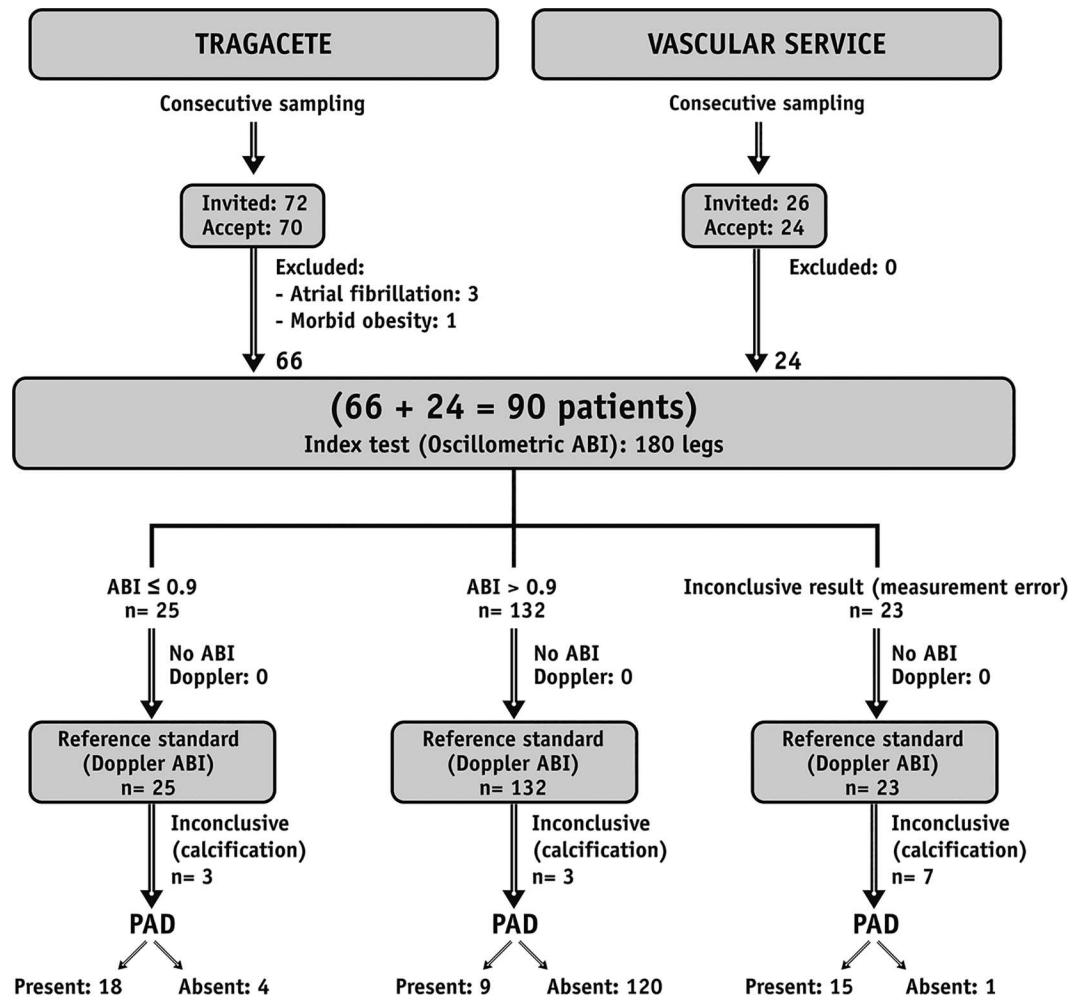 TRAGACETE
VASCULAR SERVICE
Consecutive sampling
Consecutive sampling
Invited: 72
Accept: 70
Invited: 26
Accept: 24
Excluded:
- Atrial fibrillation: 3
- Morbid obesity: 1
Excluded: 0
66
24
(66 + 24 = 90 patients)
Index test (Oscillometric ABI): 180 legs
ABI ≤ 0.9
n= 25
ABI > 0.9
n= 132
Inconclusive result (measurement error)
n= 23
No ABI
Doppler: 0
No ABI
Doppler: 0
No ABI
Doppler: 0
Reference standard
(Doppler ABI)
n= 25
Reference standard
(Doppler ABI)
n= 132
Reference standard
(Doppler ABI)
n= 23
Inconclusive
(calcification)
n= 3
Inconclusive
(calcification)
n= 3
Inconclusive
(calcification)
n= 7
PAD
PAD
PAD
Present: 18
Absent: 4
Present: 9
Absent: 120
Present: 15
Absent: 1